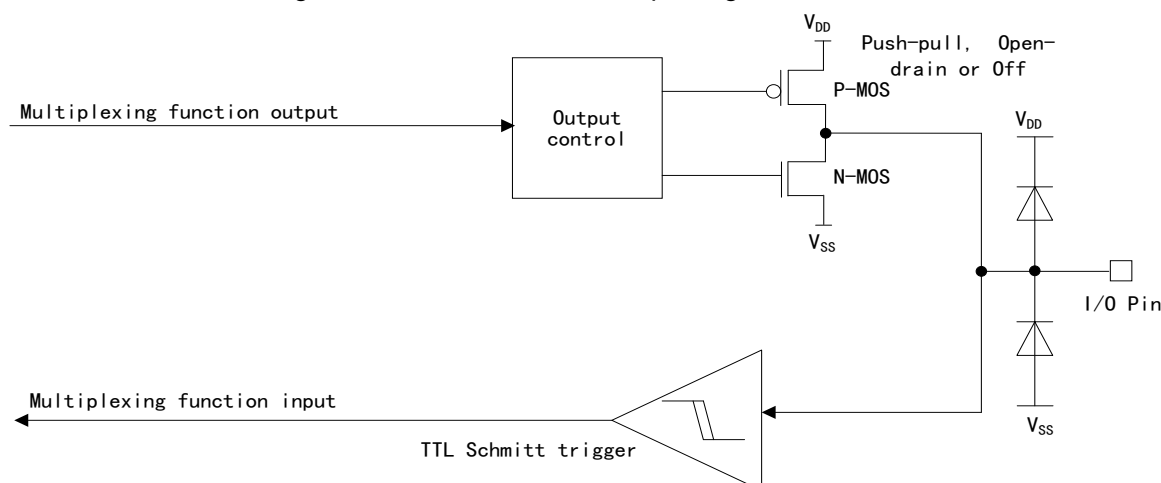 V_DD
Push-pull, Open-
drain or Off
P-MOS
Multiplexing function output
Output
control
V_DD
N-MOS
V_SS
I/O Pin
Multiplexing function input
V_SS
TTL Schmitt trigger